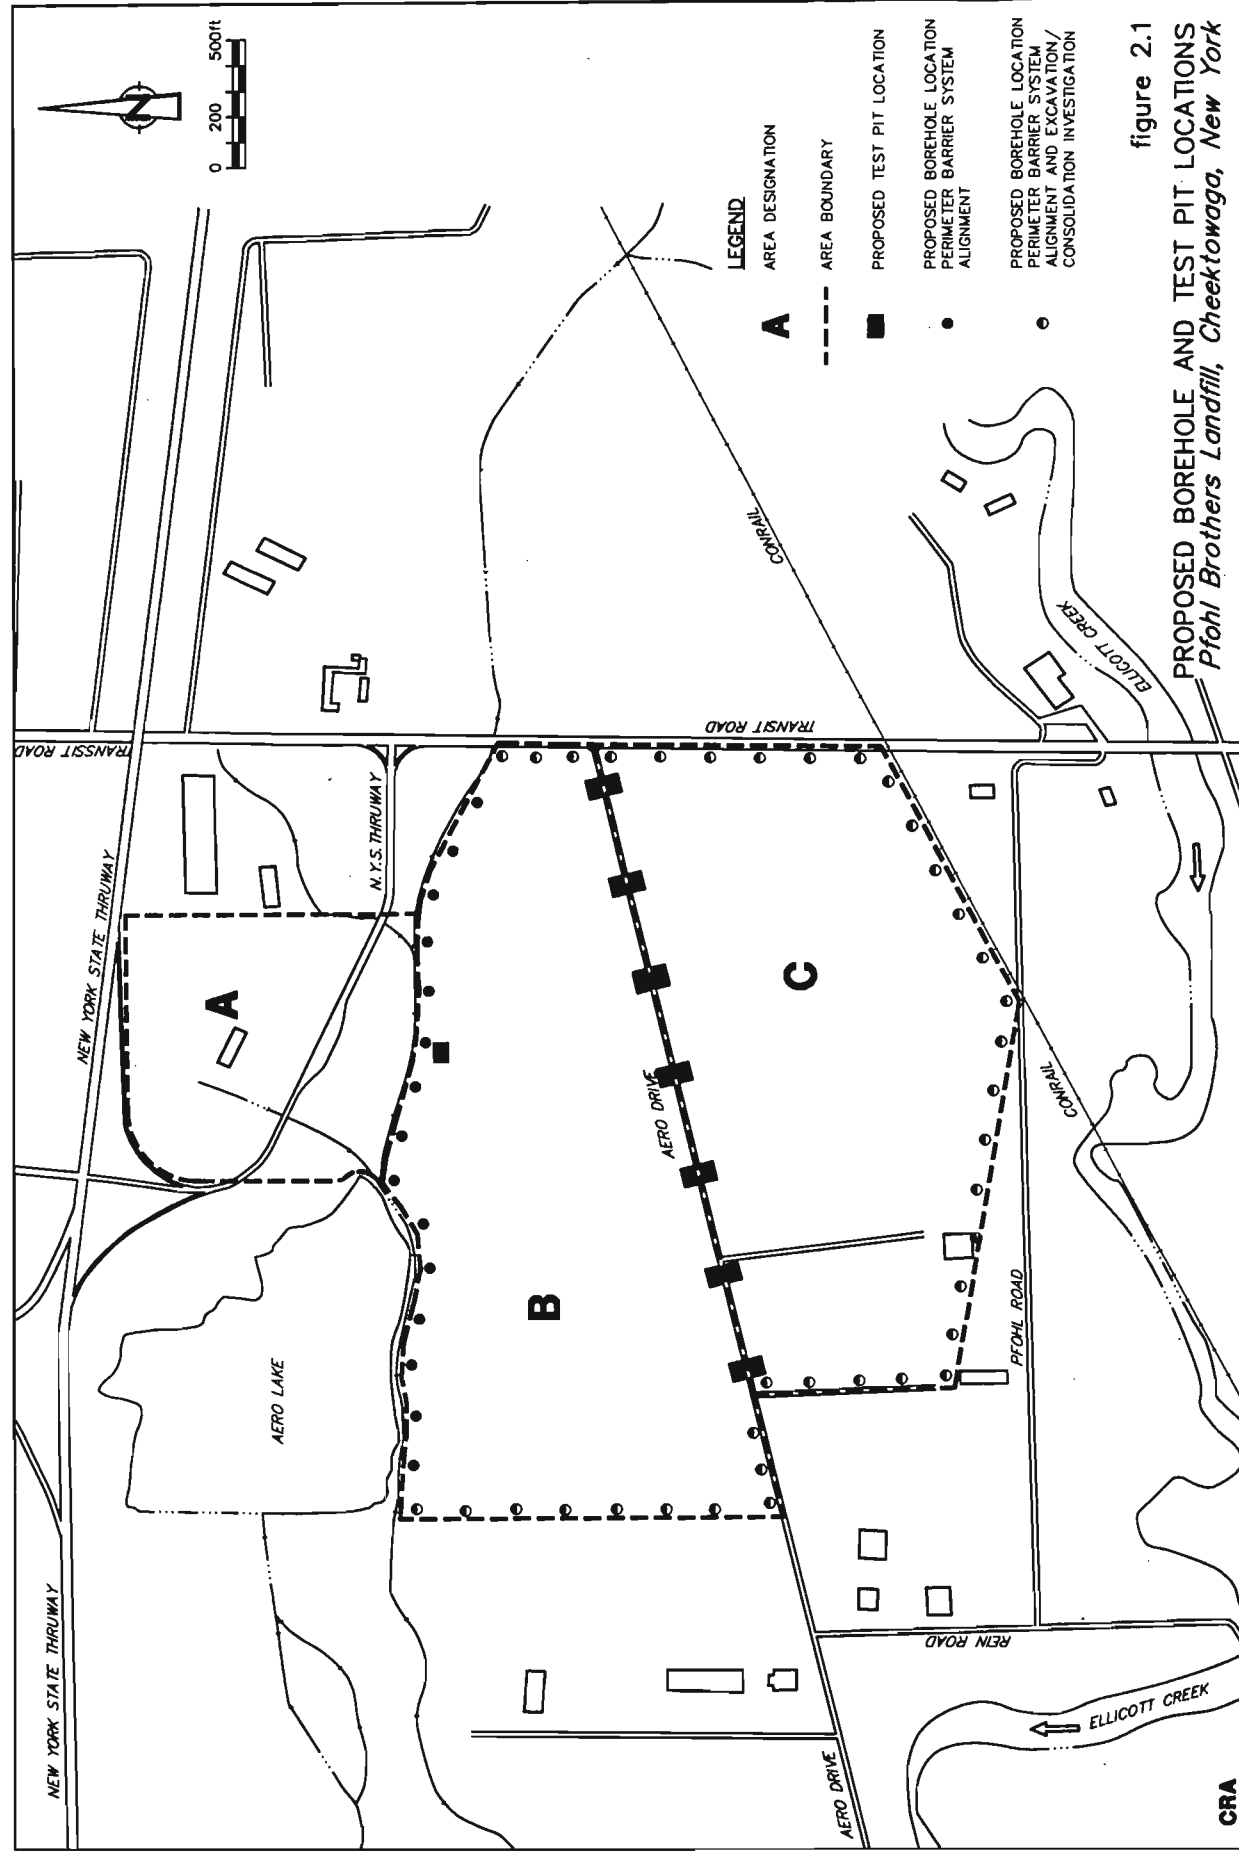 0 200 500ft
N
TRANSSIT ROAD
NEW YORK STATE THRUWAY
N.Y.S. THRUWAY
A
NEW YORK STATE THRUWAY
AERO LAKE
B
AERO DRIVE
C
TRANSIT ROAD
CONRAIL
CONRAIL
PFOHL ROAD
REIN ROAD
AERO DRIVE
ELLICOTT CREEK
ELLICOTT CREEK
LEGEND
A AREA DESIGNATION
AREA BOUNDARY
PROPOSED TEST PIT LOCATION
PROPOSED BOREHOLE LOCATION
PERIMETER BARRIER SYSTEM
ALIGNMENT
PROPOSED BOREHOLE LOCATION
PERIMETER BARRIER SYSTEM
ALIGNMENT AND EXCAVATION/
CONSOLIDATION INVESTIGATION
figure 2.1
PROPOSED BOREHOLE AND TEST PIT LOCATIONS
Pfohl Brothers Landfill, Cheektowaga, New York
CRA